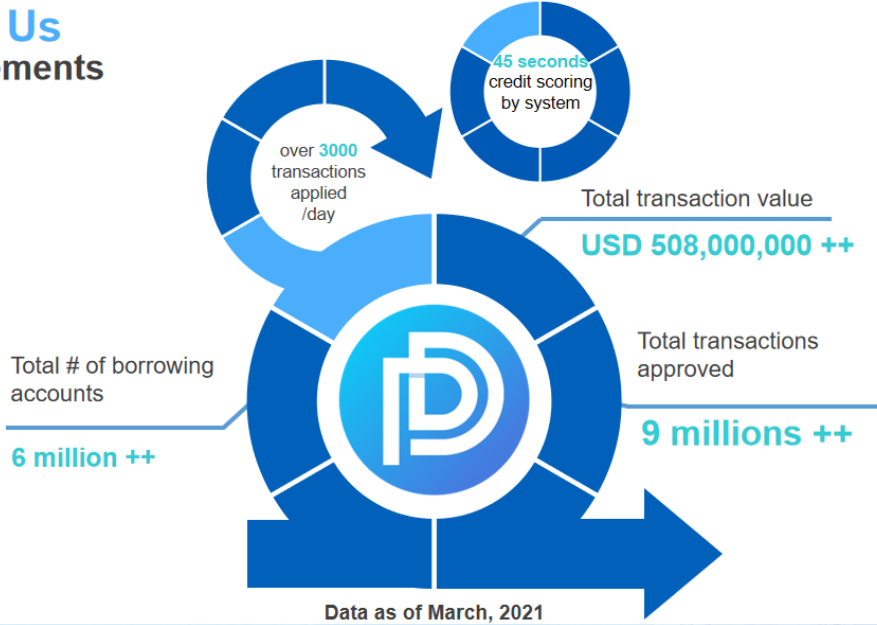 Us
ements
45 seconds
credit scoring
by system
over 3000
transactions
applied
/day
Total transaction value
USD 508,000,000 ++
Total transactions
approved
9 millions ++
Total # of borrowing
accounts
6 million ++
Data as of March, 2021